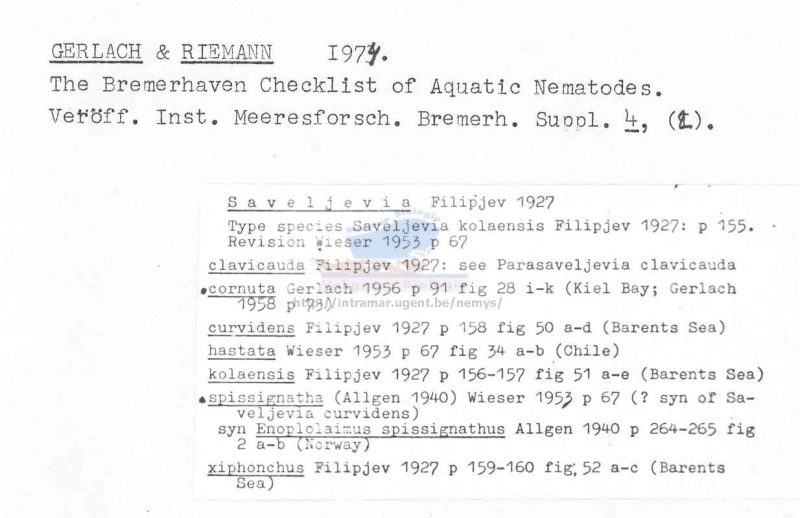 GERLACH & RIEMANN 1974.
The Bremerhaven Checklist of Aquatic Nematodes.
Veröff. Inst. Meeresforsch. Bremerh. Suppl. 4, (1).
Saveljevia Filipjev 1927
Type species Saveljevia kolaensis Filipjev 1927: p 155.
Revision Wieser 1953 p 67
clavicauda Filipjev 1927: see Parasaveljevia clavicauda
cornuta Gerlach 1956 p 91 fig 28 i-k (Kiel Bay; Gerlach
1958 p
http://intramar.ugent.be/nemys/
curvidens Filipjev 1927 p 158 fig 50 a-d (Barents Sea)
hastata Wieser 1953 p 67 fig 34 a-b (Chile)
kolaensis Filipjev 1927 p 156-157 fig 51 a-e (Barents Sea)
spissignatha (Allgen 1940) Wieser 1953 p 67 (? syn of Sa-
veljevia curvidens)
syn Enoplolaimus spissignathus Allgen 1940 p 264-265 fig
2 a-b (Norway)
xiphonchus Filipjev 1927 p 159-160 fig. 52 a-c (Barents
Sea)